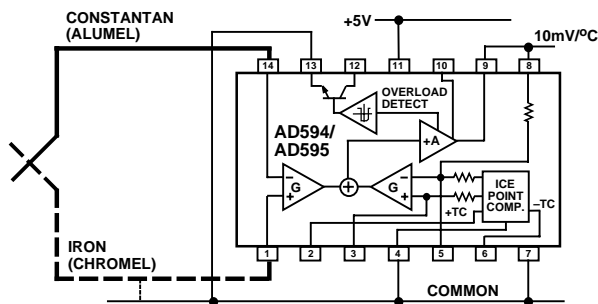 CONSTANTAN
(ALUMEL)
+5V
10mV/°C
14 13 12 11 10 9 8
OVERLOAD
DETECT
AD594/
AD595
+A
– G +
– G +
ICE
POINT
COMP.
+TC
–TC
IRON
(CHROMEL)
1 2 3 4 5 6 7
COMMON